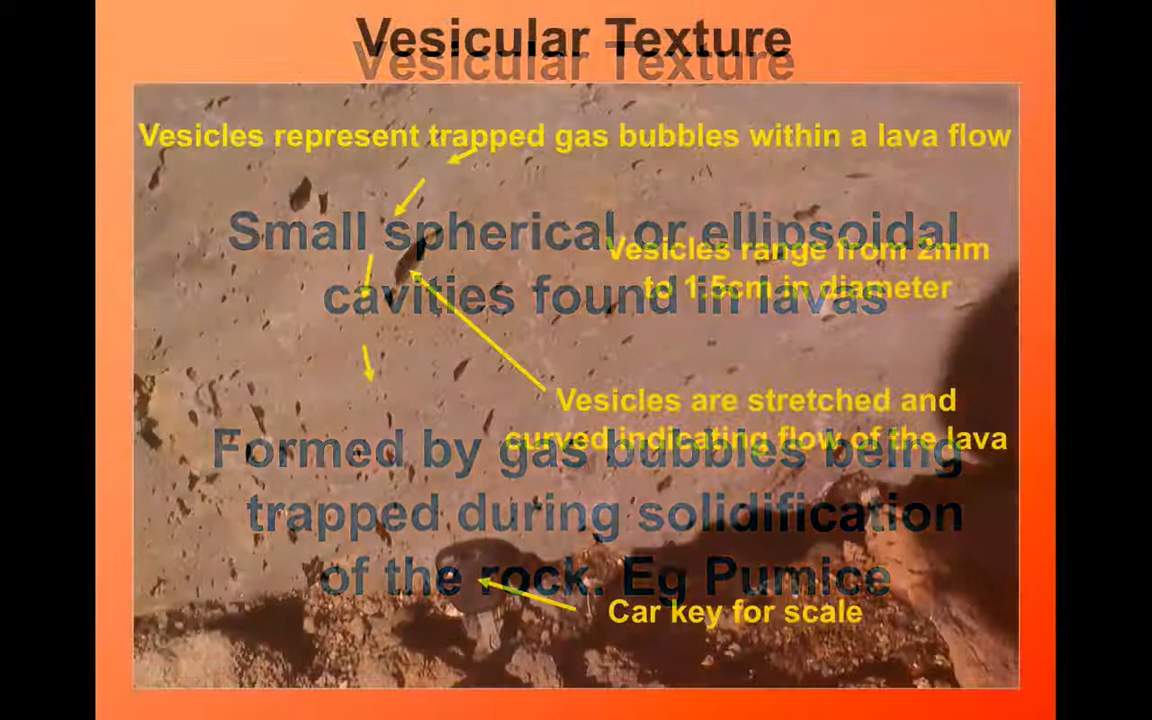 Vesicular Texture
Vesicular Texture
Vesicles represent trapped gas bubbles within a lava flow
Small spherical or ellipsoidal
cavities found in lavas
Vesicles range from 2mm
to 1.5cm in diameter
Vesicles are stretched and
curved indicating flow of the lava
Formed by gas bubbles being
trapped during solidification
of the rock. Eg Pumice
Car key for scale